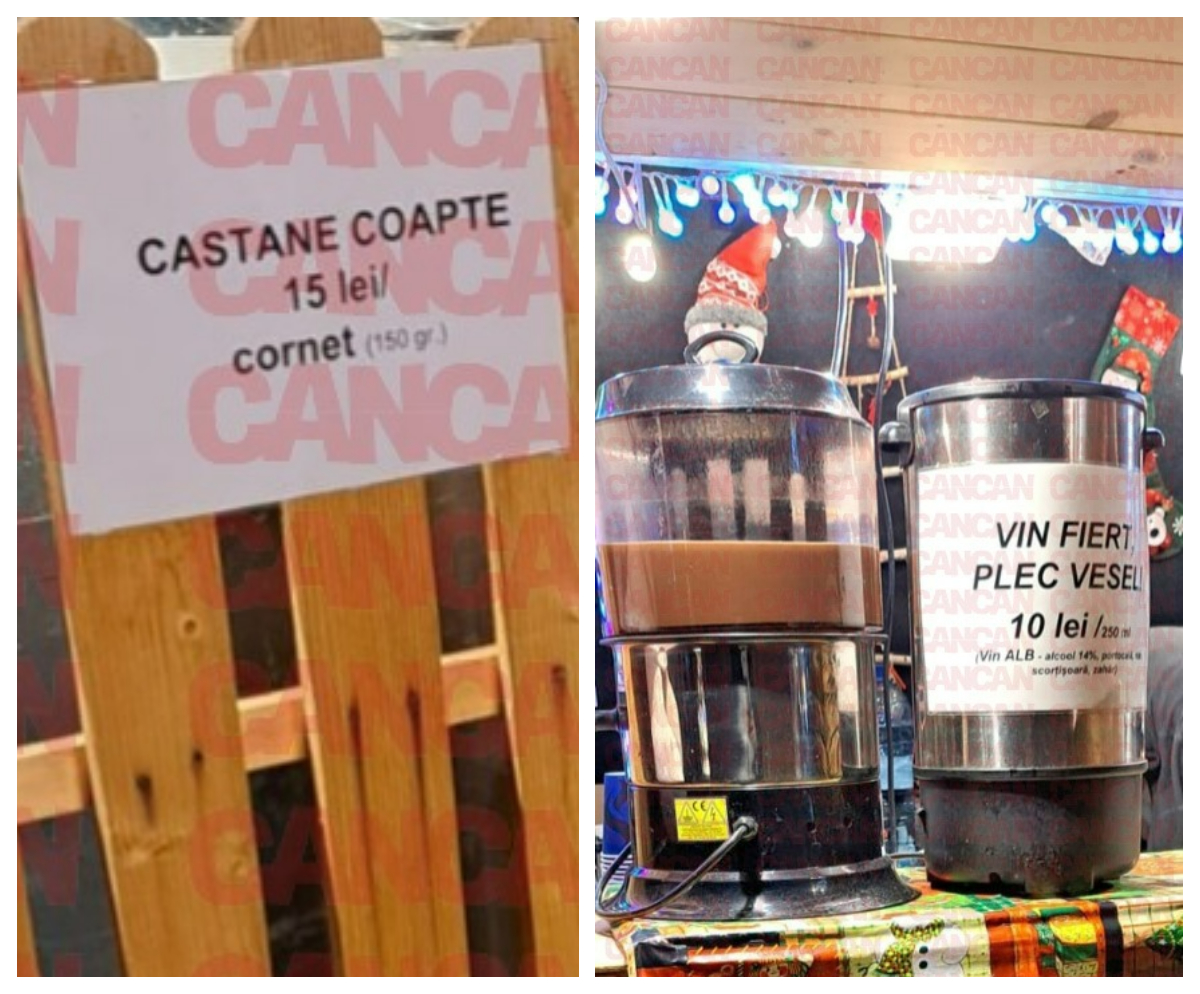 CANCAN
CASTANE COAPTE
15 lei/
cornet (150 gr.)
VIN FIERT,
PLEC VESEL!
10 lei /250 ml
(Vin ALB - alcool 14%, portocală,
scorțișoară, zahăr)